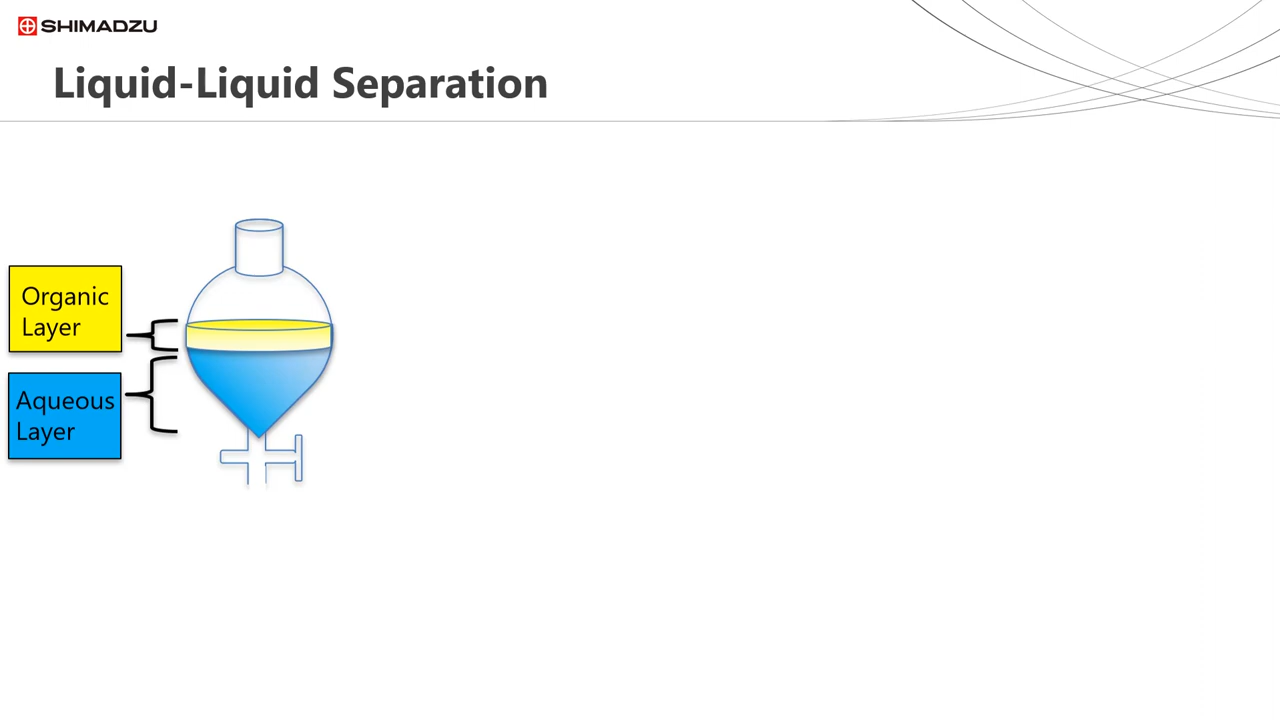 SHIMADZU
Liquid-Liquid Separation
Organic
Layer
Aqueous
Layer